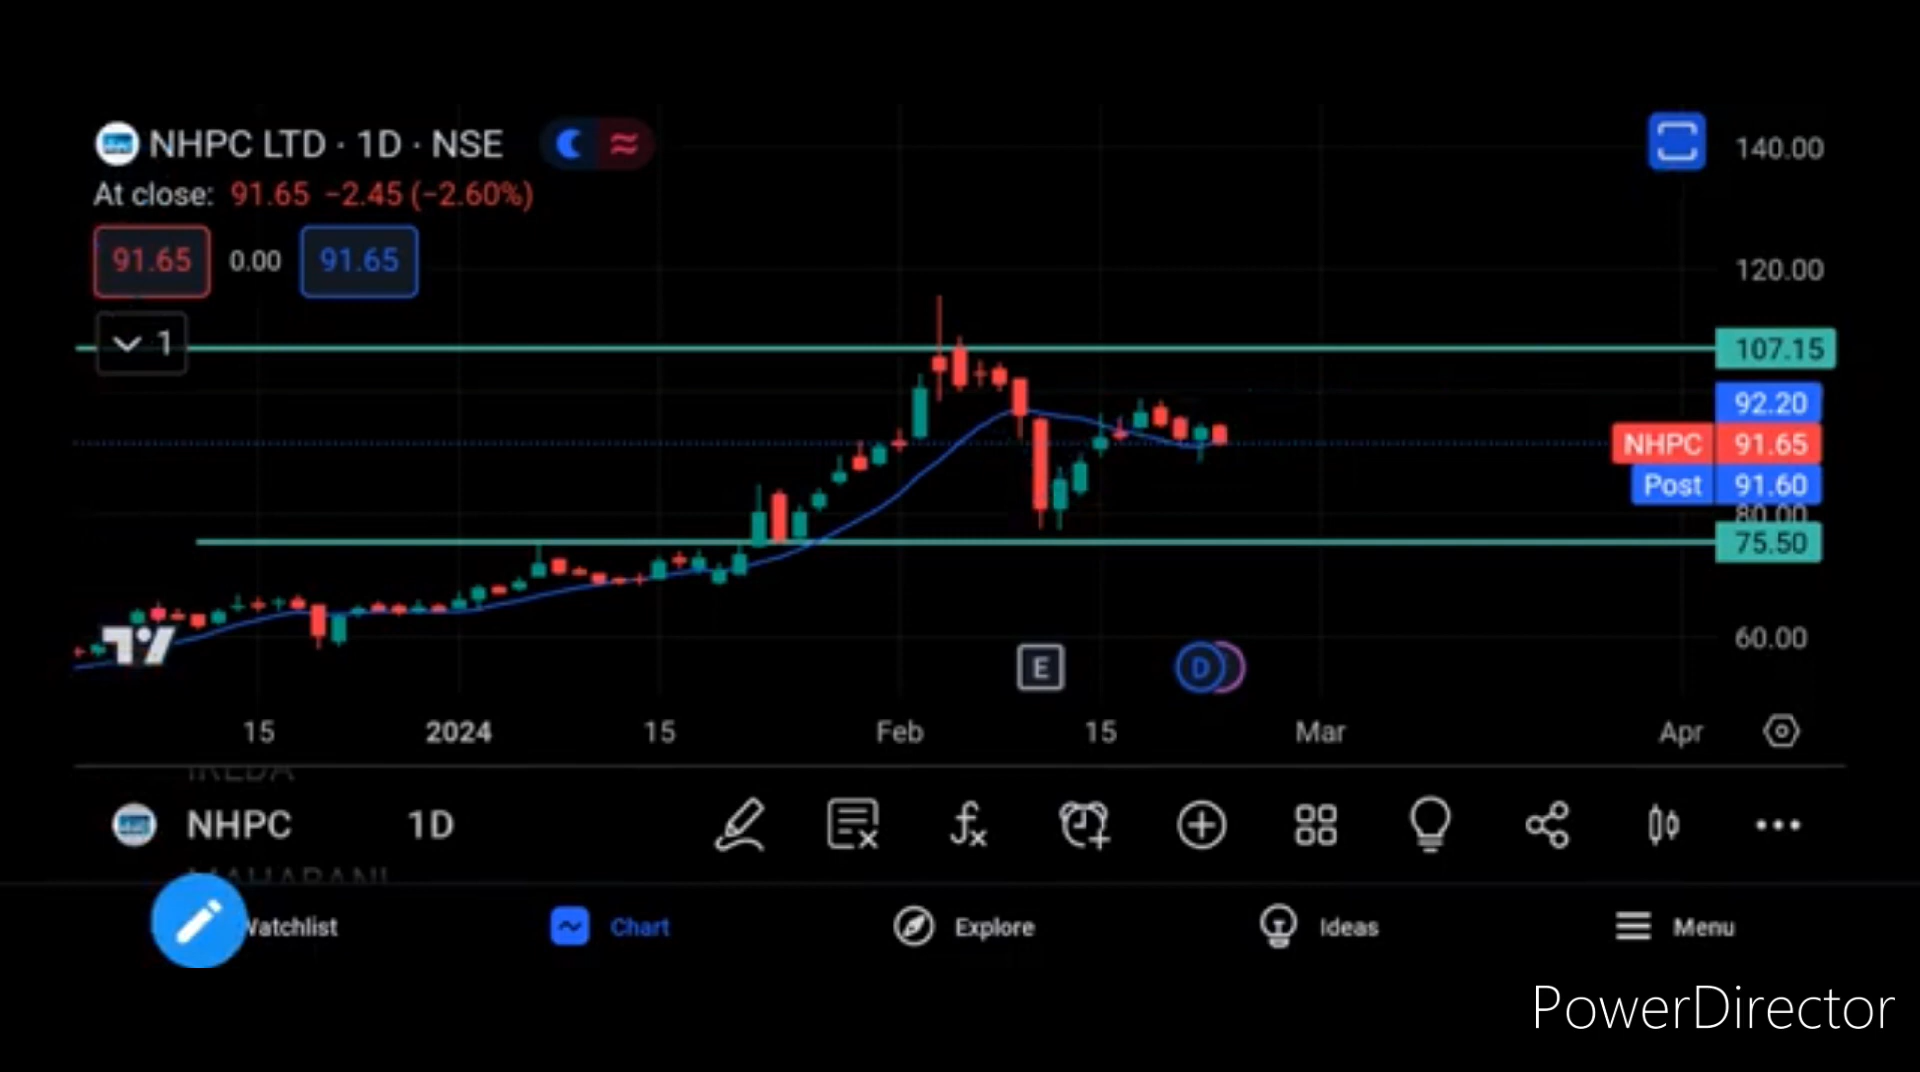 NHPC LTD · 1D · NSE
At close: 91.65 −2.45 (−2.60%)
91.65 0.00 91.65
1
140.00
120.00
107.15
92.20
NHPC 91.65
Post 91.60
80.00
75.50
60.00
E
D
15 2024 15 Feb 15 Mar Apr
NHPC 1D
Watchlist Chart Explore Ideas Menu
PowerDirector